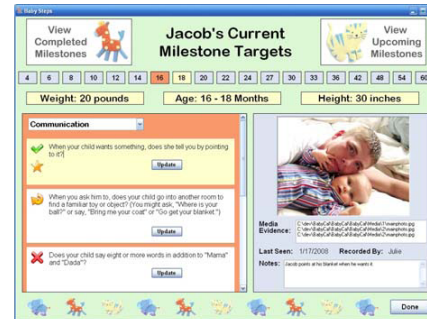 Baby Steps
View
Completed
Milestones
Jacob's Current
Milestone Targets
View
Upcoming
Milestones
4 6 8 10 12 14 16 18 20 22 24 27 30 33 36 42 48 54 60
Weight: 20 pounds
Age: 16 - 18 Months
Height: 30 inches
Communication
When your child wants something, does she tell you by pointing
to it?
Update
When you ask him to, does your child go into another room to
find a familiar toy or object? (You might ask, "Where is your
ball?" or say, "Bring me your coat" or "Go get your blanket.")
Update
Does your child say eight or more words in addition to "Mama"
and "Dada"?
Update
Media
Evidence:
Last Seen: 1/17/2008 Recorded By: Julie
Notes: Jacob points at his blanket when he wants it.
Done